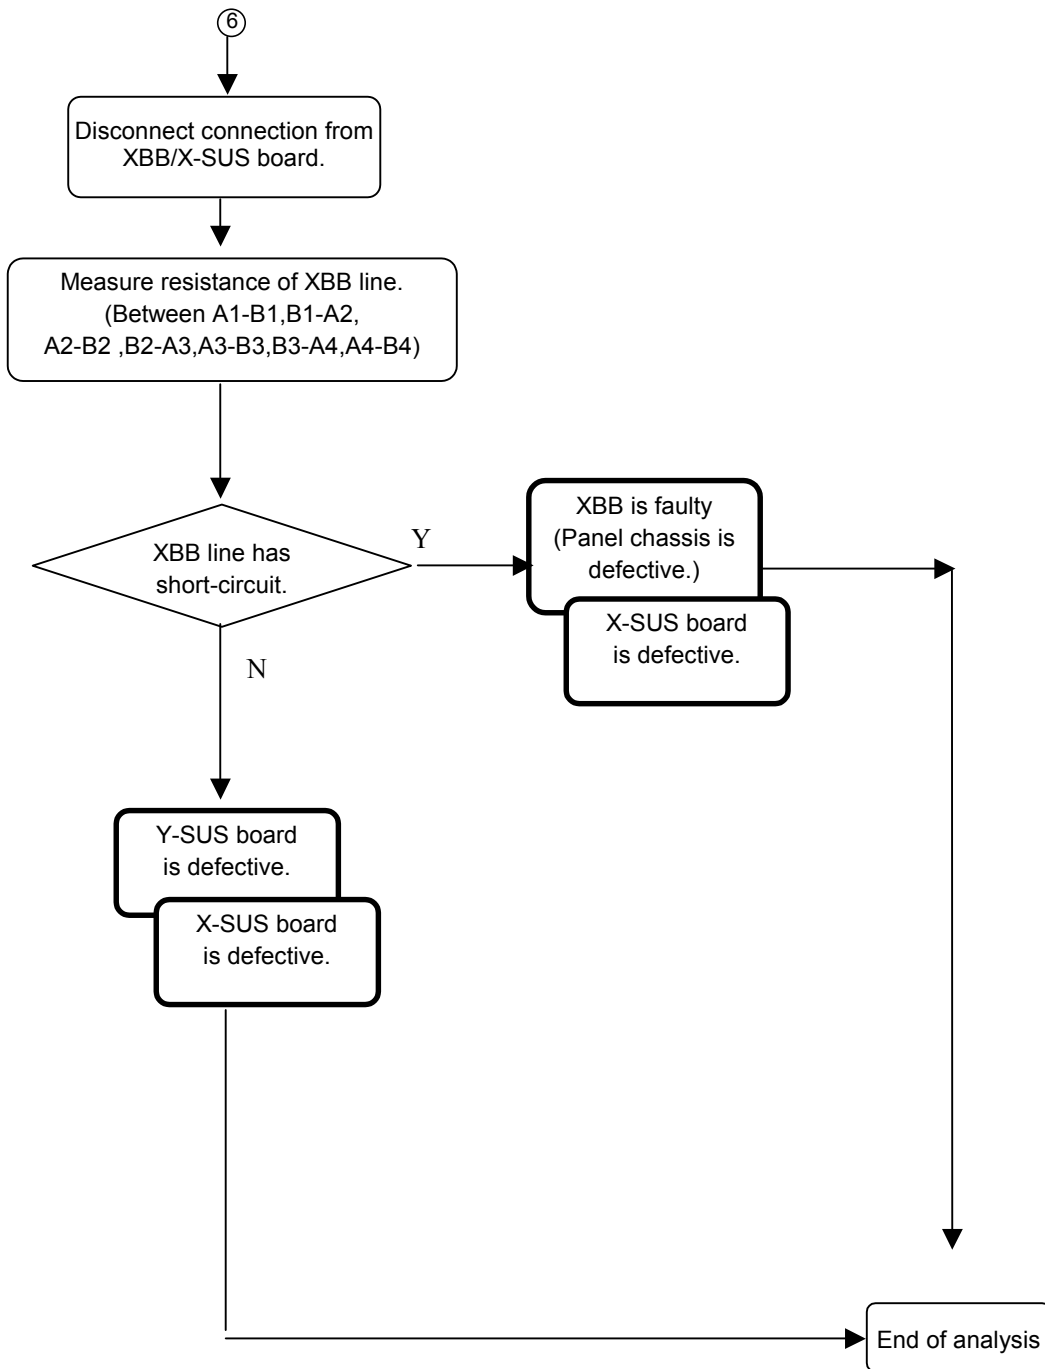 6
Disconnect connection from
XBB/X-SUS board.
Measure resistance of XBB line.
(Between A1-B1,B1-A2,
A2-B2 ,B2-A3,A3-B3,B3-A4,A4-B4)
XBB line has
short-circuit.
Y
XBB is faulty
(Panel chassis is
defective.)
X-SUS board
is defective.
N
Y-SUS board
is defective.
X-SUS board
is defective.
End of analysis